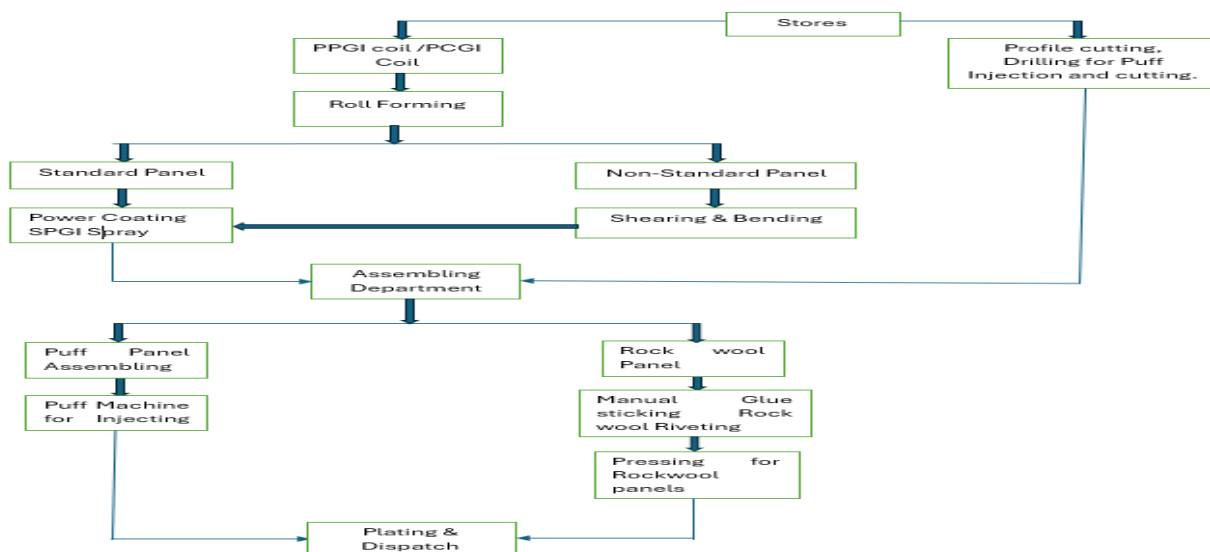 Stores
PPGI coil /PCGI
Coil
Profile cutting,
Drilling for Puff
Injection and cutting.
Roll Forming
Standard Panel
Non-Standard Panel
Power Coating
SPGI Spray
Shearing & Bending
Assembling
Department
Puff Panel
Assembling
Rock wool
Panel
Puff Machine
for Injecting
Manual Glue
sticking Rock
wool Riveting
Pressing for
Rockwool
panels
Plating &
Dispatch